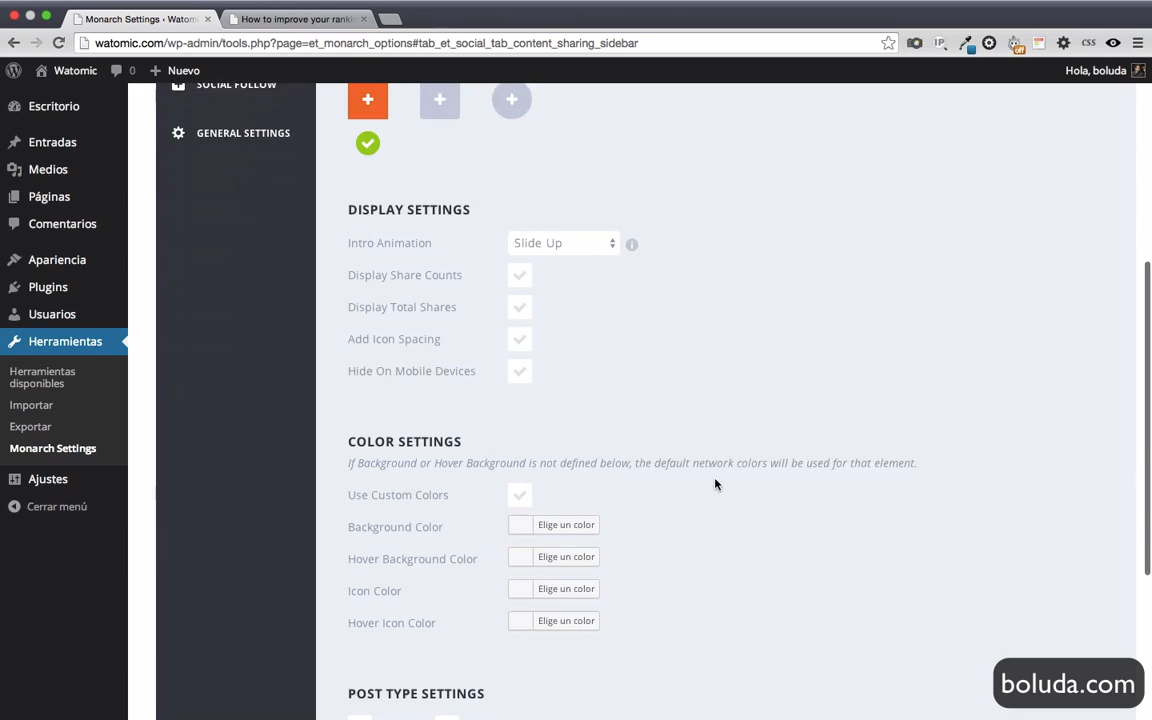 Monarch Settings ‹ Watomi
How to improve your ranki
watomic.com/wp-admin/tools.php?page=et_monarch_options#tab_et_social_tab_content_sharing_sidebar
IP
off
CSS
Watomic
0
Nuevo
Hola, boluda
Escritorio
Entradas
Medios
Páginas
Comentarios
Apariencia
Plugins
Usuarios
Herramientas
Herramientas
disponibles
Importar
Exportar
Monarch Settings
Ajustes
Cerrar menú
SOCIAL FOLLOW
GENERAL SETTINGS
DISPLAY SETTINGS
Intro Animation Slide Up
Display Share Counts
Display Total Shares
Add Icon Spacing
Hide On Mobile Devices
COLOR SETTINGS
If Background or Hover Background is not defined below, the default network colors will be used for that element.
Use Custom Colors
Background Color Elige un color
Hover Background Color Elige un color
Icon Color Elige un color
Hover Icon Color Elige un color
POST TYPE SETTINGS
boluda.com